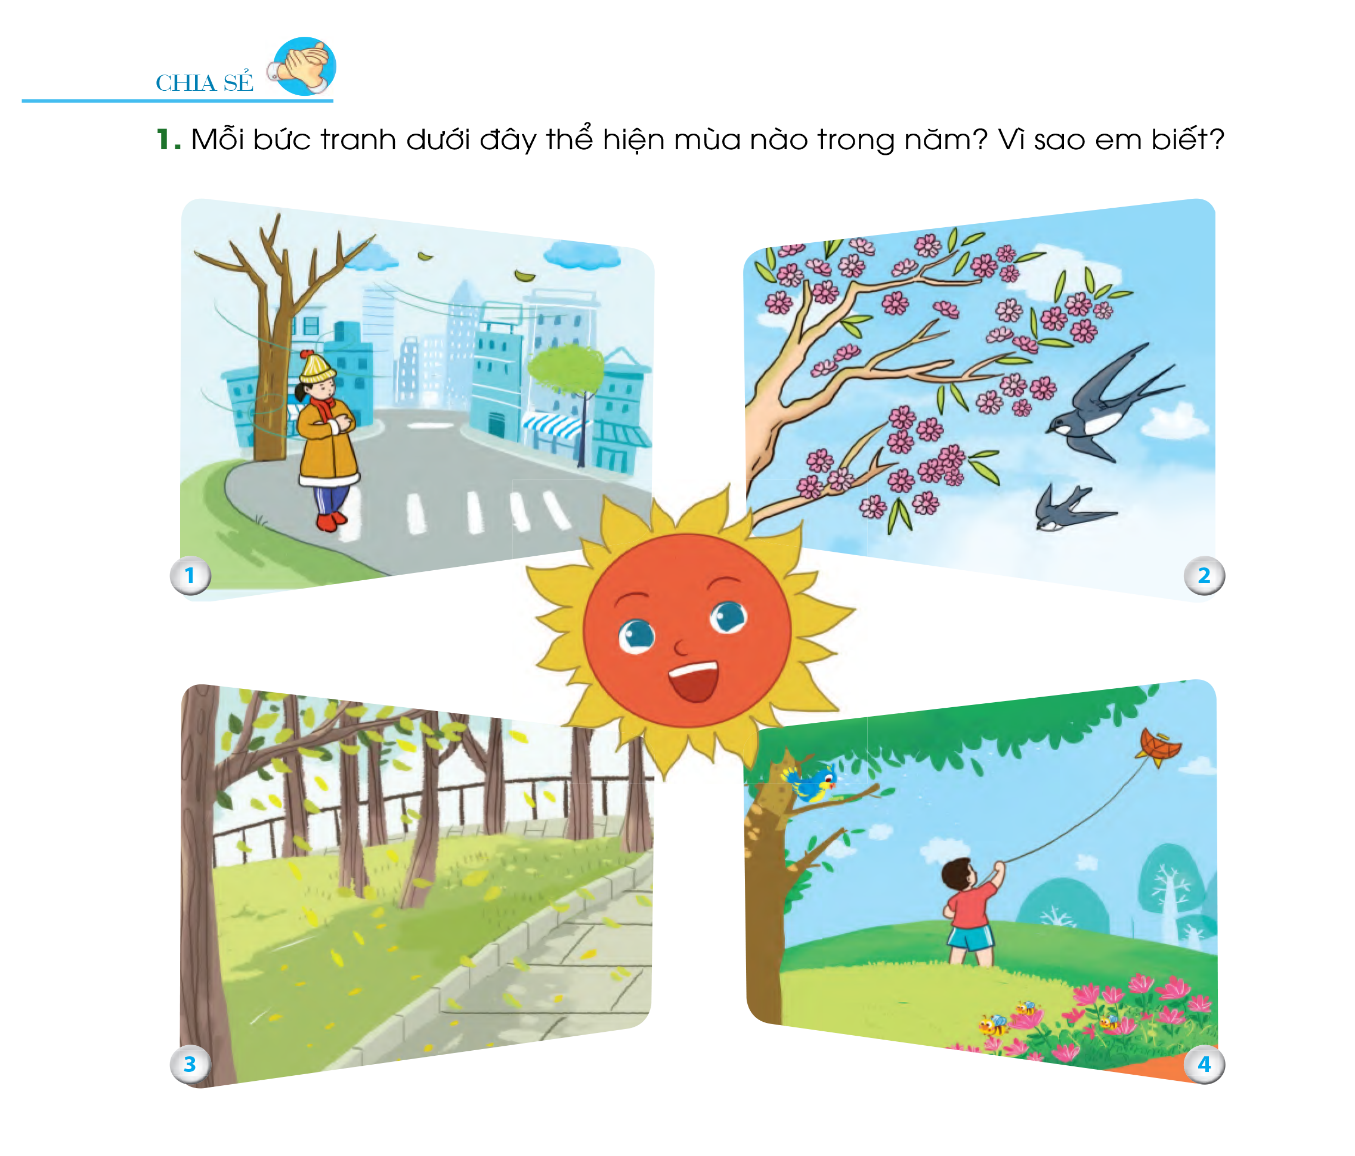 CHIA SẺ
1. Mỗi bức tranh dưới đây thể hiện mùa nào trong năm? Vì sao em biết?
1
2
3
4